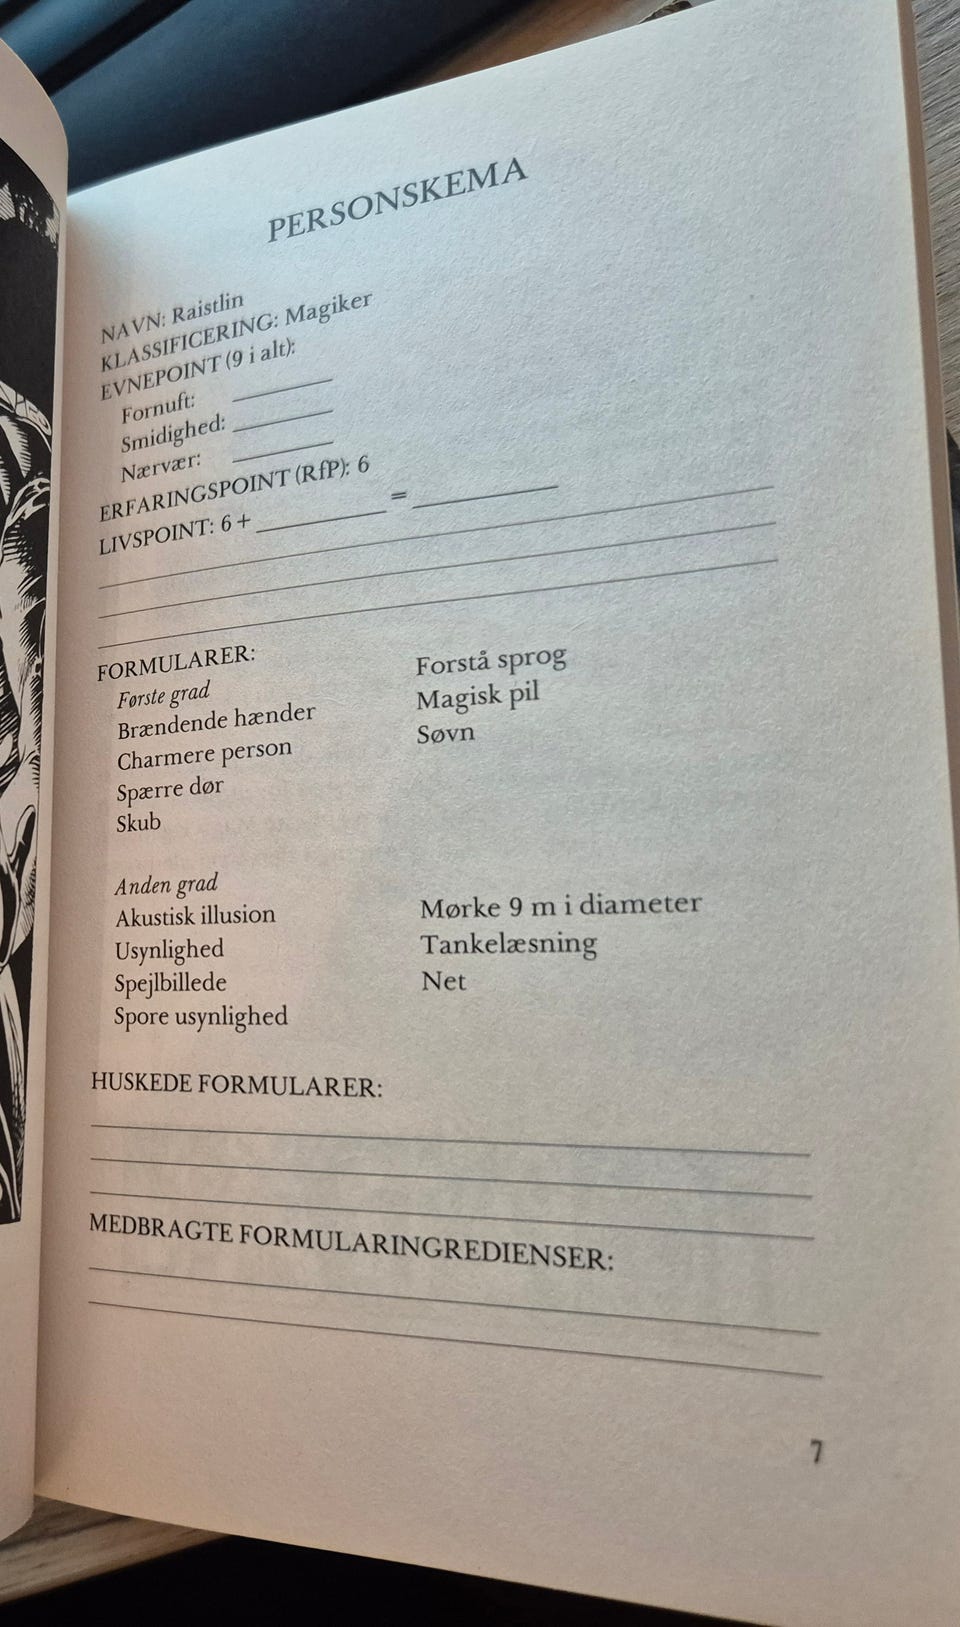 PERSONSKEMA
NAVN: Raistlin
KLASSIFICERING: Magiker
EVNEPOINT (9 i alt):
Fornuft:
Smidighed:
Nærvær:
ERFARINGSPOINT (RfP): 6
LIVSPOINT: 6 + =
FORMULARER:
Første grad
Brændende hænder
Charmere person
Spærre dør
Skub
Forstå sprog
Magisk pil
Søvn
Anden grad
Akustisk illusion
Usynlighed
Spejlbillede
Spore usynlighed
Mørke 9 m i diameter
Tankelæsning
Net
HUSKEDE FORMULARER:
MEDBRAGTE FORMULARINGREDIENSER:
7